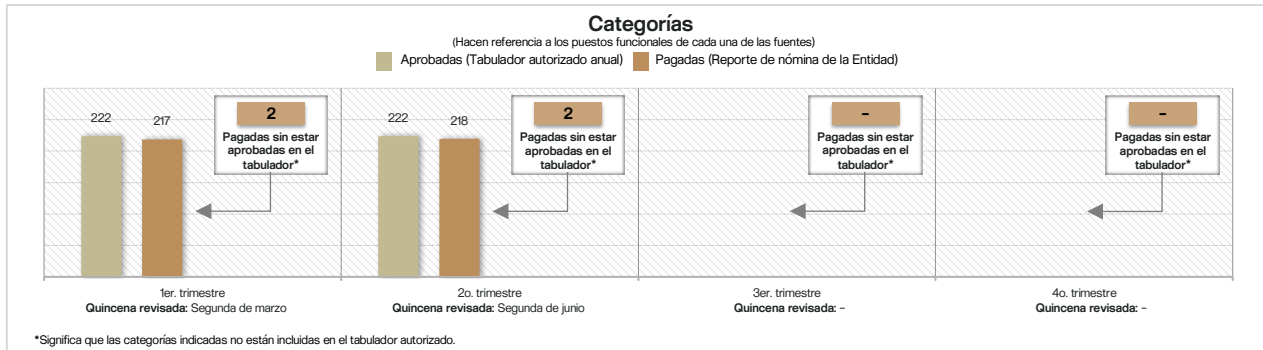 Categorías
(Hacen referencia a los puestos funcionales de cada una de las fuentes)
Aprobadas (Tabulador autorizado anual)
Pagadas (Reporte de nómina de la Entidad)
222
217
2
Pagadas sin estar
aprobadas en el
tabulador*
222
218
2
Pagadas sin estar
aprobadas en el
tabulador*
-
Pagadas sin estar
aprobadas en el
tabulador*
-
Pagadas sin estar
aprobadas en el
tabulador*
1er. trimestre
Quincena revisada: Segunda de marzo
2o. trimestre
Quincena revisada: Segunda de junio
3er. trimestre
Quincena revisada: -
4o. trimestre
Quincena revisada: -
*Significa que las categorías indicadas no están incluidas en el tabulador autorizado.